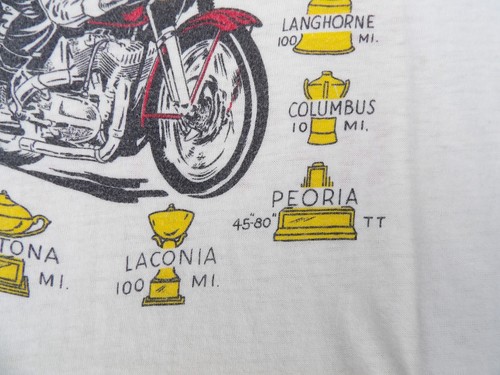 LANGHORNE
100 MI.
COLUMBUS
10 MI.
PEORIA
45"80" TT
TONA
MI.
LACONIA
100 MI.